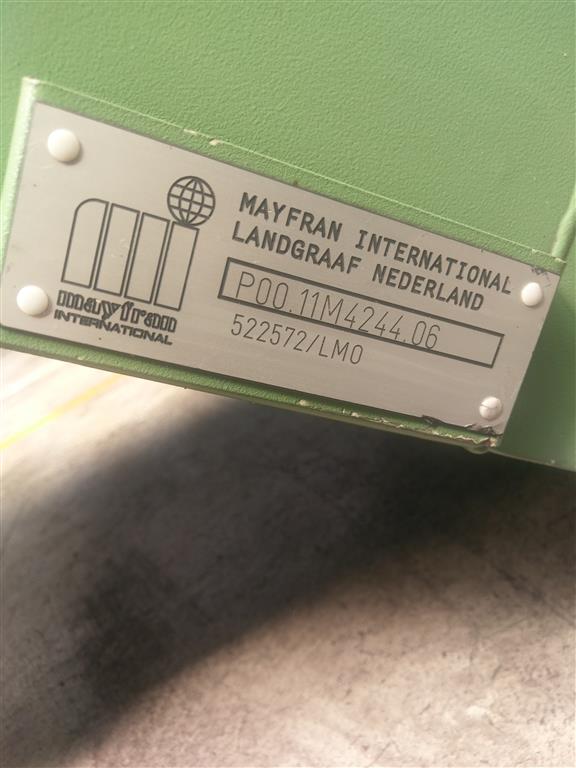 MAYFRAN INTERNATIONAL
LANDGRAAF NEDERLAND
P00.11M4244.06
522572/LM0
mayfran
INTERNATIONAL